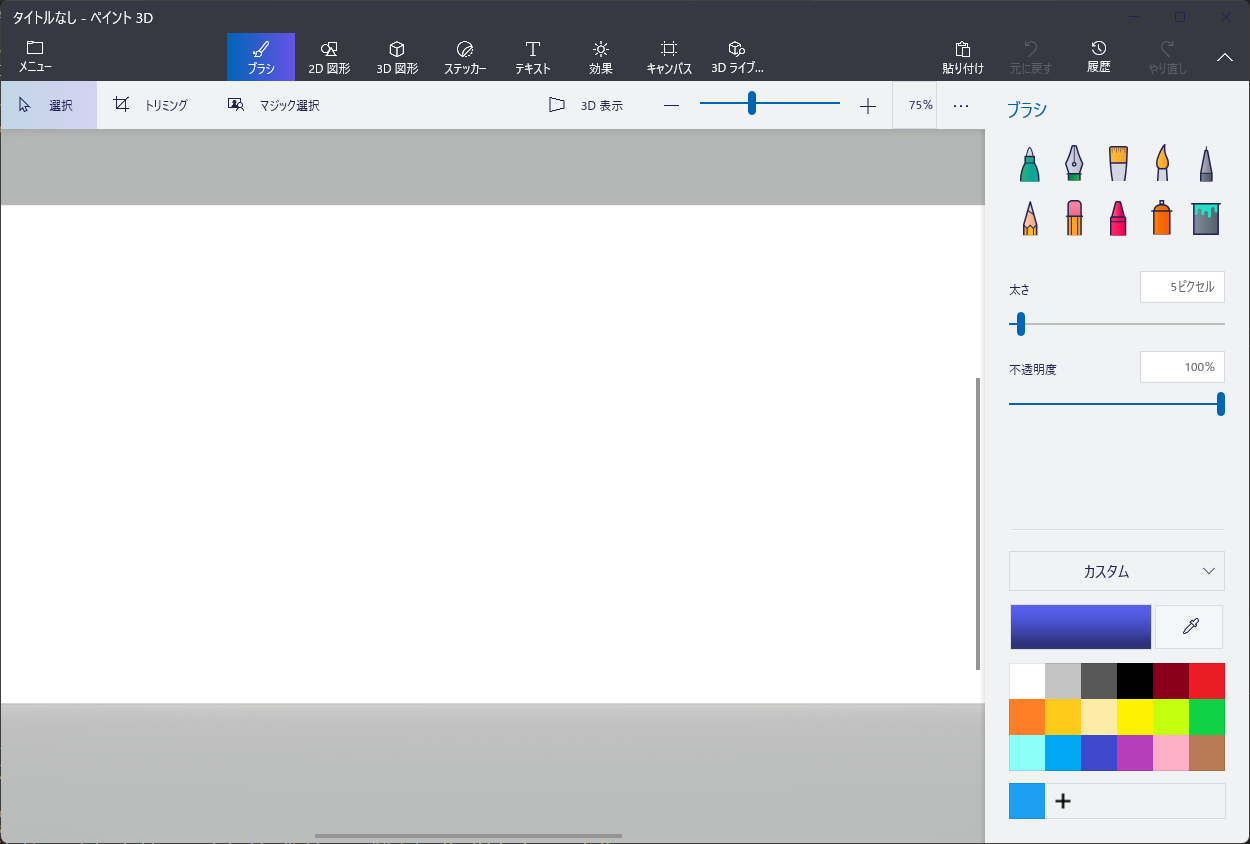 タイトルなし - ペイント 3D
メニュー
ブラシ
2D 図形
3D 図形
ステッカー
テキスト
効果
キャンバス
3D ライブ...
貼り付け
元に戻す
履歴
やり直し
選択
トリミング
マジック選択
3D 表示
75%
ブラシ
太さ
5ピクセル
不透明度
100%
カスタム